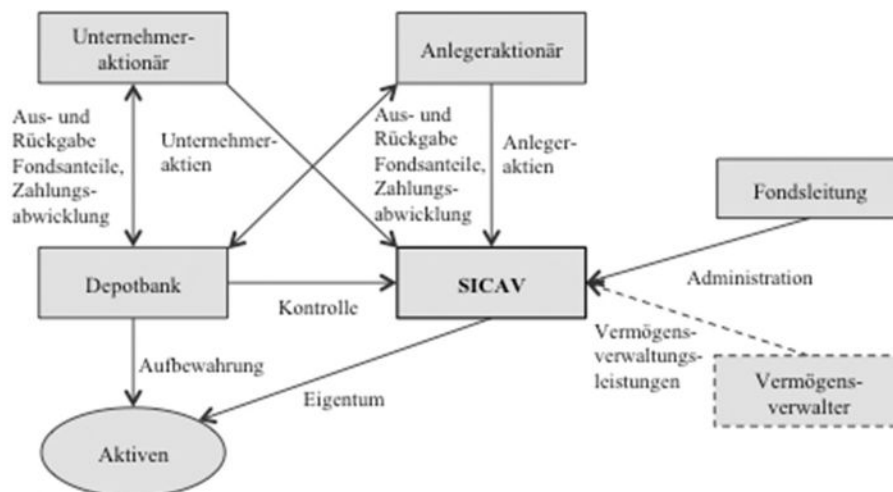 Unternehmer-
aktionär
Anlegeraktionär
Aus- und
Rückgabe
Fondsanteile,
Zahlungs-
abwicklung
Unternehmer-
aktien
Aus- und
Rückgabe
Fondsanteile,
Zahlungs-
abwicklung
Anleger-
aktien
Fondsleitung
Depotbank
Kontrolle
SICAV
Administration
Aufbewahrung
Eigentum
Vermögens-
verwaltungs-
leistungen
Vermögens-
verwalter
Aktiven